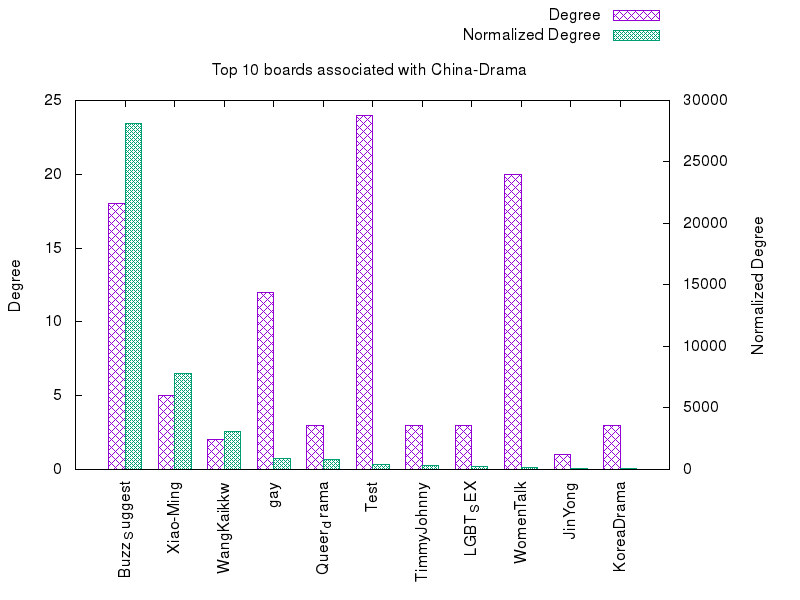 Degree
Normalized Degree
Top 10 boards associated with China-Drama
25
20
15
10
5
0
30000
25000
20000
15000
10000
5000
0
Degree
Normalized Degree
BuzzSuggest
Xiao-Ming
WangKaikkw
gay
Queerdrama
Test
TimmyJohnny
LGBTSEX
WomenTalk
JinYong
KoreaDrama